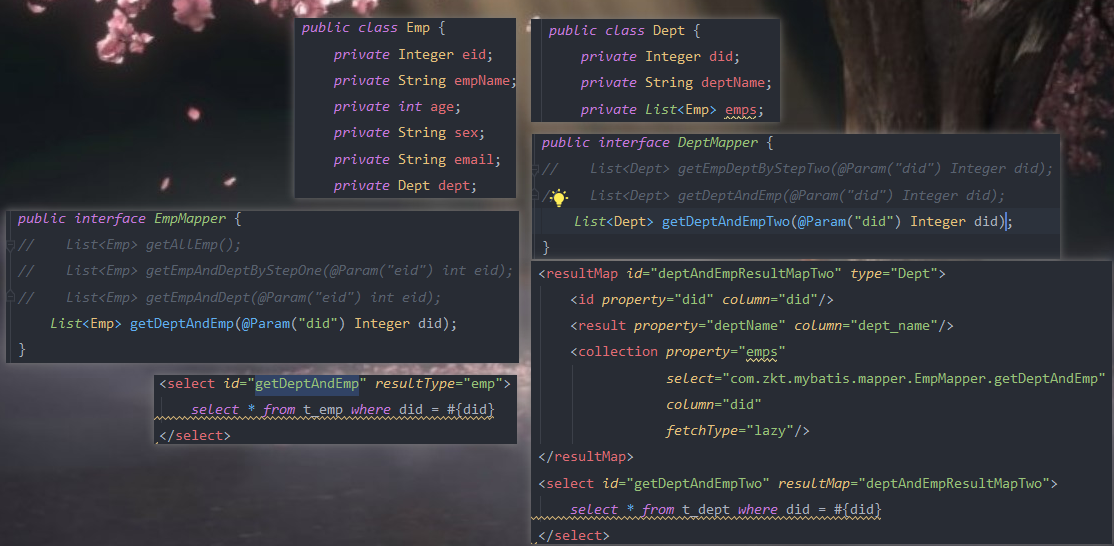 public class Emp {
private Integer eid;
private String empName;
private int age;
private String sex;
private String email;
private Dept dept;
public class Dept {
private Integer did;
private String deptName;
private List<Emp> emps;
public interface EmpMapper {
//    List<Emp> getAllEmp();
//    List<Emp> getEmpAndDeptByStepOne(@Param("eid") int eid);
//    List<Emp> getEmpAndDept(@Param("eid") int eid);
List<Emp> getDeptAndEmp(@Param("did") Integer did);
}
<select id="getDeptAndEmp" resultType="emp">
select * from t_emp where did = #{did}
</select>
public interface DeptMapper {
//    List<Dept> getEmpDeptByStepTwo(@Param("did") Integer did);
/    List<Dept> getDeptAndEmp(@Param("did") Integer did);
List<Dept> getDeptAndEmpTwo(@Param("did") Integer did);
}
<resultMap id="deptAndEmpResultMapTwo" type="Dept">
<id property="did" column="did"/>
<result property="deptName" column="dept_name"/>
<collection property="emps"
select="com.zkt.mybatis.mapper.EmpMapper.getDeptAndEmp"
column="did"
fetchType="lazy"/>
</resultMap>
<select id="getDeptAndEmpTwo" resultMap="deptAndEmpResultMapTwo">
select * from t_dept where did = #{did}
</select>